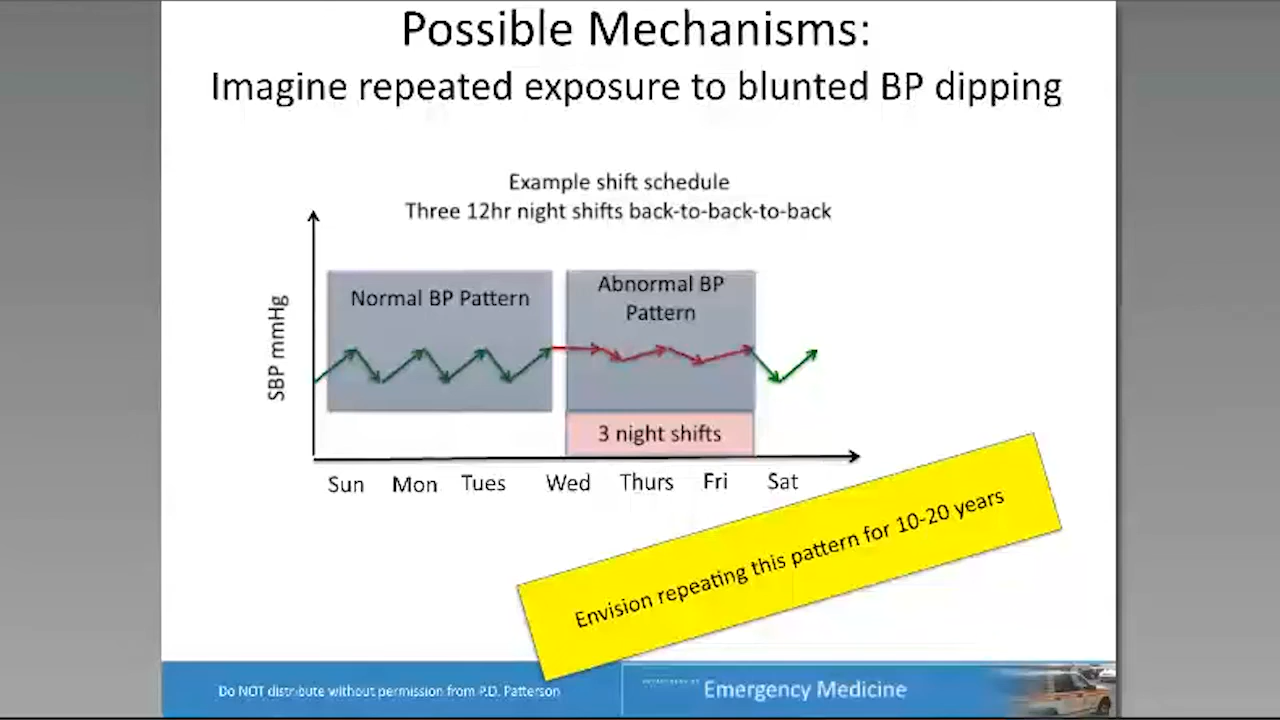 Possible Mechanisms:
Imagine repeated exposure to blunted BP dipping
Example shift schedule
Three 12hr night shifts back-to-back-to-back
SBP mmHg
Normal BP Pattern
Abnormal BP
Pattern
3 night shifts
Sun Mon Tues Wed Thurs Fri Sat
Envision repeating this pattern for 10-20 years
Do NOT distribute without permission from P.D. Patterson
Emergency Medicine